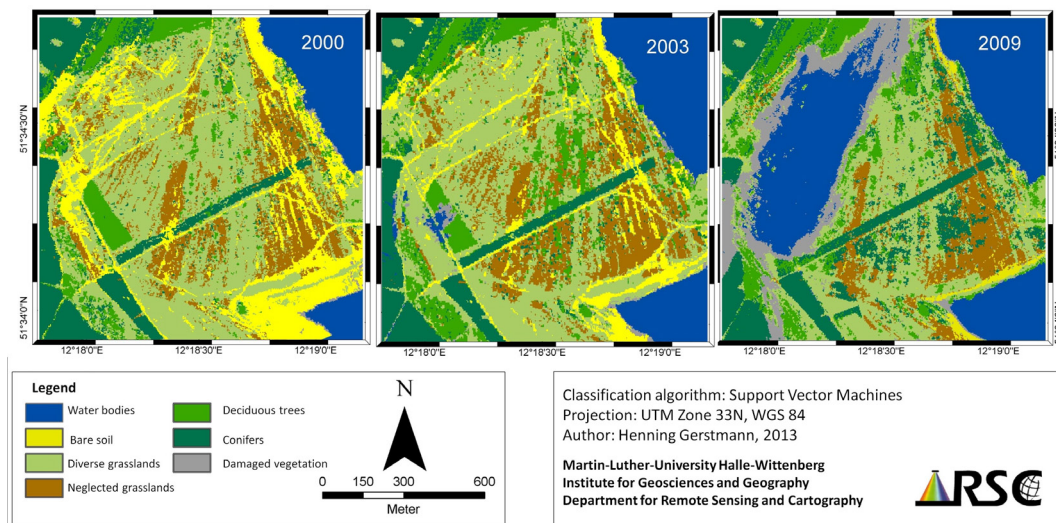 2000
2003
2009
51°34'30"N
51°34'0"N
12°18'0"E
12°18'30"E
12°19'0"E
12°18'0"E
12°18'30"E
12°19'0"E
12°18'0"E
12°18'30"E
12°19'0"E
Legend
Water bodies
Bare soil
Diverse grasslands
Neglected grasslands
Deciduous trees
Conifers
Damaged vegetation
N
0 150 300 600
Meter
Classification algorithm: Support Vector Machines
Projection: UTM Zone 33N, WGS 84
Author: Henning Gerstmann, 2013
Martin-Luther-University Halle-Wittenberg
Institute for Geosciences and Geography
Department for Remote Sensing and Cartography
RSC